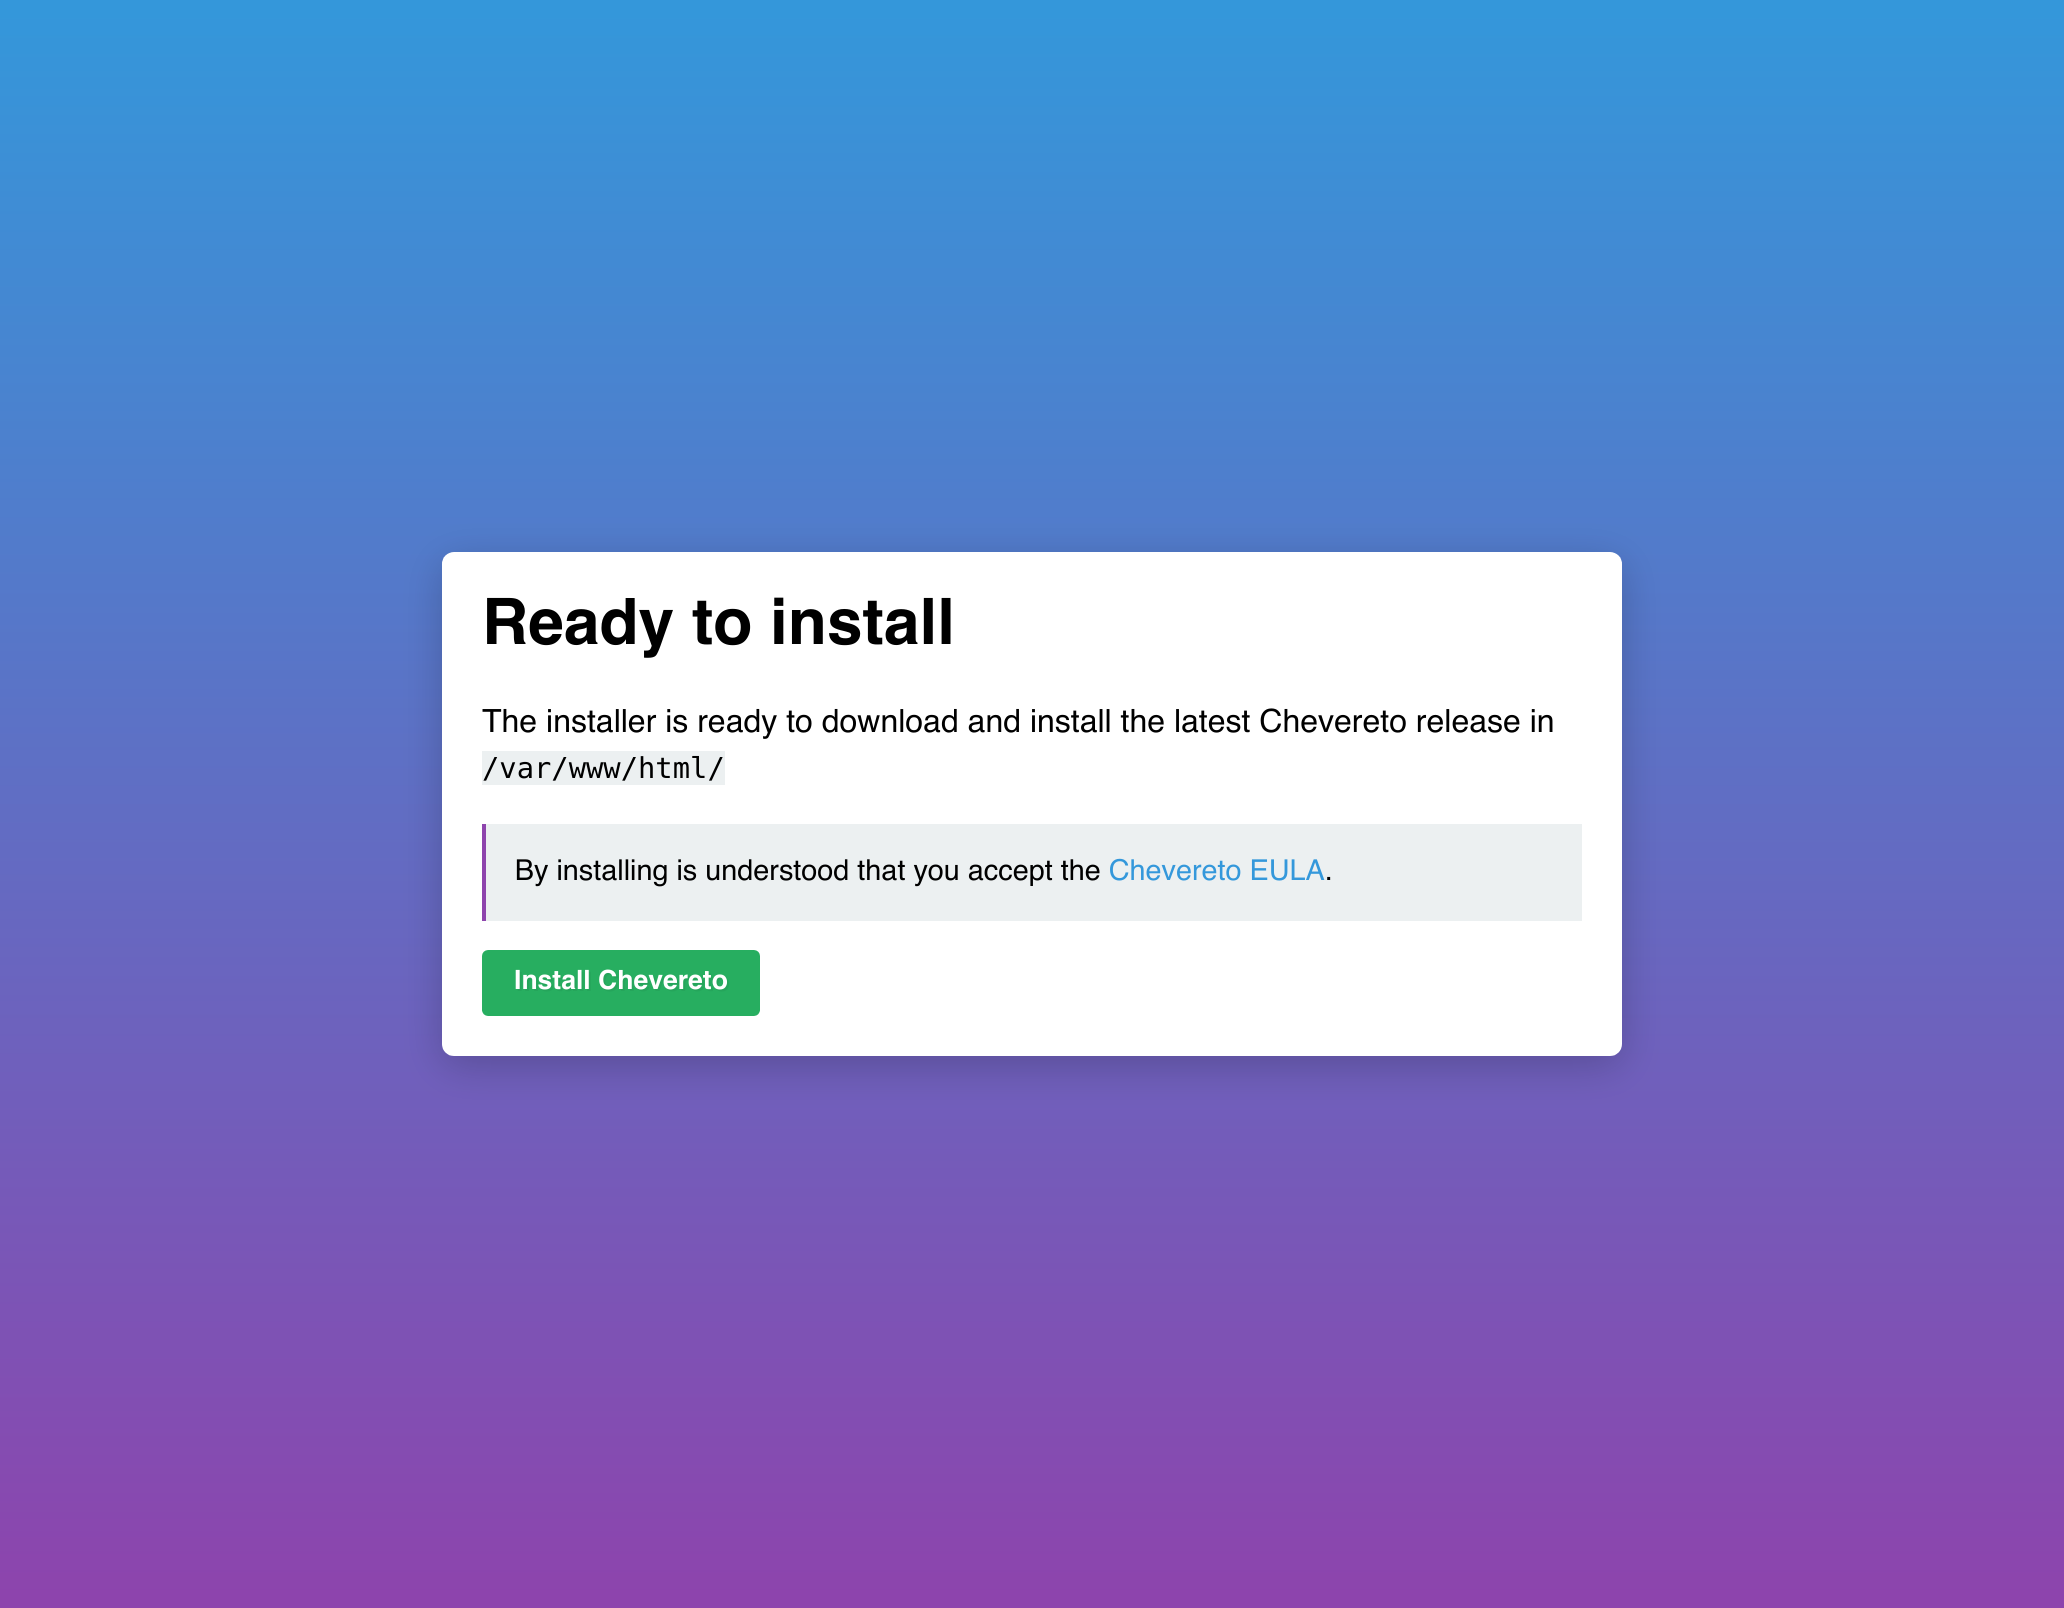 Ready to install
The installer is ready to download and install the latest Chevereto release in
/var/www/html/
By installing is understood that you accept the Chevereto EULA.
Install Chevereto